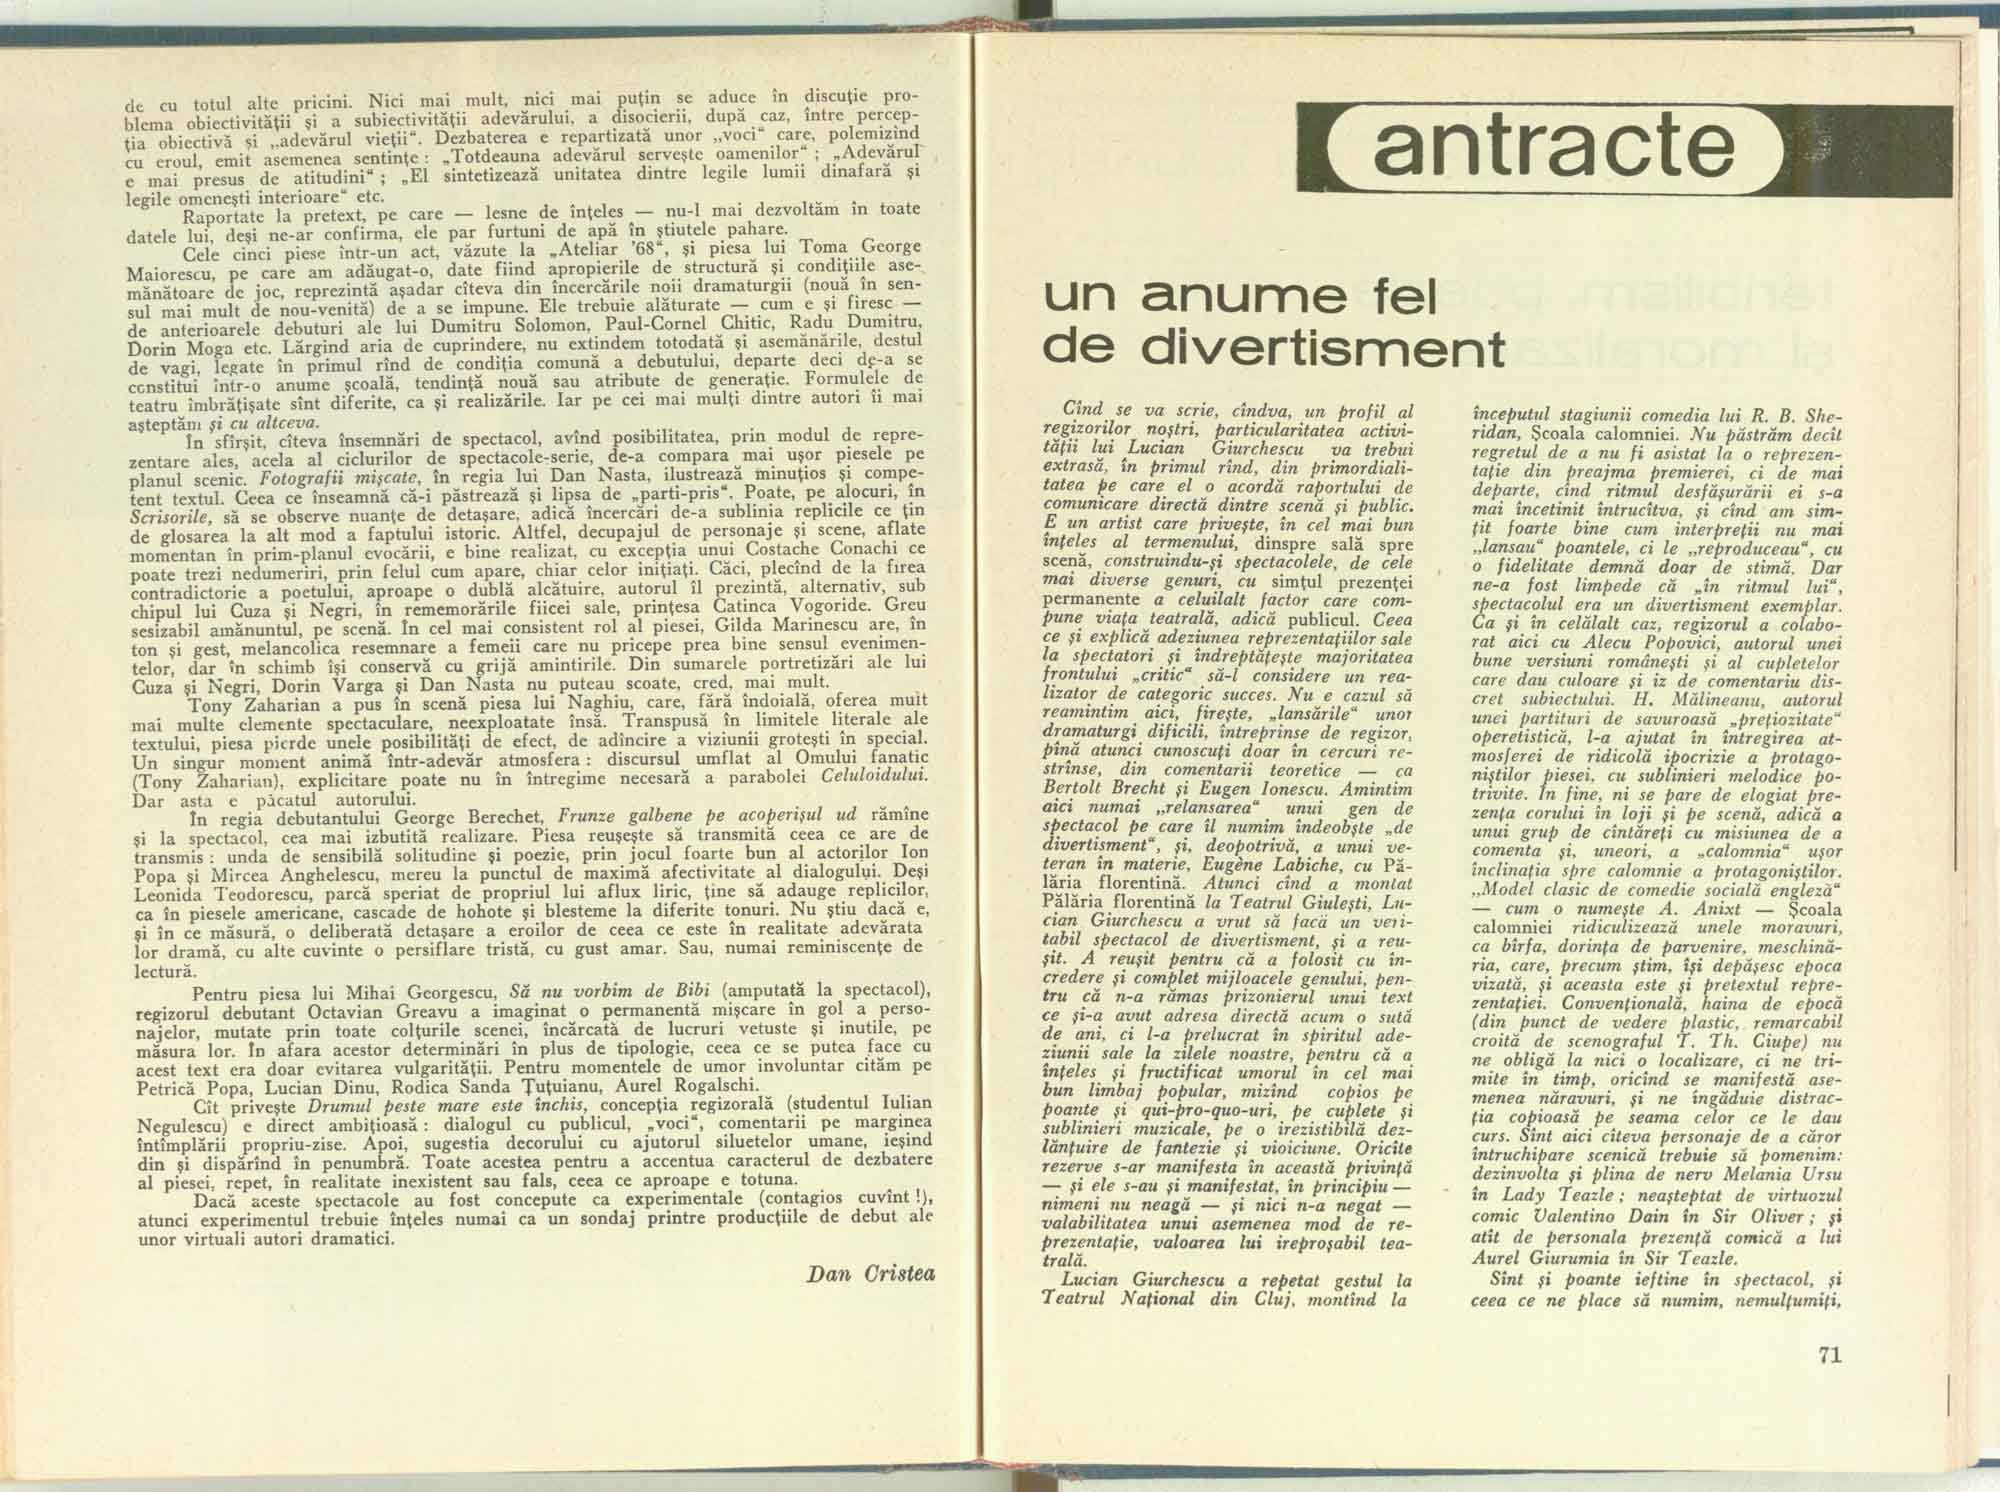 de cu totul alte pricini. Nici mai mult, nici mai puțin se aduce în discuție pro-
blema obiectivității și a subiectivității adevărului, a disocierii, după caz, între percep-
ția obiectivă și „adevărul vieții“. Dezbaterea e repartizată unor „voci“ care, polemizînd
cu eroul, emit asemenea sentințe : „Totdeauna adevărul servește oamenilor“ ; „Adevărul
e mai presus de atitudini“ ; „El sintetizează unitatea dintre legile lumii dinafară și
legile omenești interioare“ etc.
Raportate la pretext, pe care — lesne de înțeles — nu-l mai dezvoltăm în toate
datele lui, deși ne-ar confirma, ele par furtuni de apă în știutele pahare.
Cele cinci piese într-un act, văzute la „Ateliar '68“, și piesa lui Toma George
Maiorescu, pe care am adăugat-o, date fiind apropierile de structură și condițiile ase-
mănătoare de joc, reprezintă așadar cîteva din încercările noii dramaturgii (nouă în sen-
sul mai mult de nou-venită) de a se impune. Ele trebuie alăturate — cum e și firesc —
de anterioarele debuturi ale lui Dumitru Solomon, Paul-Cornel Chitic, Radu Dumitru,
Dorin Moga etc. Lărgind aria de cuprindere, nu extindem totodată și asemănările, destul
de vagi, legate în primul rînd de condiția comună a debutului, departe deci de-a se
constitui într-o anume școală, tendință nouă sau atribute de generație. Formulele de
teatru îmbrățișate sînt diferite, ca și realizările. Iar pe cei mai mulți dintre autori îi mai
așteptăm și cu altceva.
În sfîrșit, cîteva însemnări de spectacol, avînd posibilitatea, prin modul de repre-
zentare ales, acela al ciclurilor de spectacole-serie, de-a compara mai ușor piesele pe
planul scenic. Fotografii mișcate, în regia lui Dan Nasta, ilustrează minuțios și compe-
tent textul. Ceea ce înseamnă că-i păstrează și lipsa de „parti-pris“. Poate, pe alocuri, în
Scrisorile, să se observe nuanțe de detașare, adică încercări de-a sublinia replicile ce țin
de glosarea la alt mod a faptului istoric. Altfel, decupajul de personaje și scene, aflate
momentan în prim-planul evocării, e bine realizat, cu excepția unui Costache Conachi ce
poate trezi nedumeriri, prin felul cum apare, chiar celor inițiați. Căci, plecînd de la firea
contradictorie a poetului, aproape o dublă alcătuire, autorul îl prezintă, alternativ, sub
chipul lui Cuza și Negri, în rememorările fiicei sale, prințesa Catinca Vogoride. Greu
sesizabil amănuntul, pe scenă. În cel mai consistent rol al piesei, Gilda Marinescu are, în
ton și gest, melancolica resemnare a femeii care nu pricepe prea bine sensul evenimen-
telor, dar în schimb își conservă cu grijă amintirile. Din sumarele portretizări ale lui
Cuza și Negri, Dorin Varga și Dan Nasta nu puteau scoate, cred, mai mult.
Tony Zaharian a pus în scenă piesa lui Naghiu, care, fără îndoială, oferea muit
mai multe elemente spectaculare, neexploatate însă. Transpusă în limitele literale ale
textului, piesa pierde unele posibilități de efect, de adîncire a viziunii grotești în special.
Un singur moment animă într-adevăr atmosfera : discursul umflat al Omului fanatic
(Tony Zaharian), explicitare poate nu în întregime necesară a parabolei Celuloidului.
Dar asta e păcatul autorului.
În regia debutantului George Berechet, Frunze galbene pe acoperișul ud rămîne
și la spectacol, cea mai izbutită realizare. Piesa reușește să transmită ceea ce are de
transmis : unda de sensibilă solitudine și poezie, prin jocul foarte bun al actorilor Ion
Popa și Mircea Anghelescu, mereu la punctul de maximă afectivitate al dialogului. Deși
Leonida Teodorescu, parcă speriat de propriul lui aflux liric, ține să adauge replicilor,
ca în piesele americane, cascade de hohote și blesteme la diferite tonuri. Nu știu dacă e,
și în ce măsură, o deliberată detașare a eroilor de ceea ce este în realitate adevărata
lor dramă, cu alte cuvinte o persiflare tristă, cu gust amar. Sau, numai reminiscențe de
lectură.
Pentru piesa lui Mihai Georgescu, Să nu vorbim de Bibi (amputată la spectacol),
regizorul debutant Octavian Greavu a imaginat o permanentă mișcare în gol a perso-
najelor, mutate prin toate colțurile scenei, încărcată de lucruri vetuste și inutile, pe
măsura lor. În afara acestor determinări în plus de tipologie, ceea ce se putea face cu
acest text era doar evitarea vulgarității. Pentru momentele de umor involuntar cităm pe
Petrică Popa, Lucian Dinu, Rodica Sanda Țuțuianu, Aurel Rogalschi.
Cît privește Drumul peste mare este închis, concepția regizorală (studentul Iulian
Negulescu) e direct ambițioasă : dialogul cu publicul, „voci“, comentarii pe marginea
întîmplării propriu-zise. Apoi, sugestia decorului cu ajutorul siluetelor umane, ieșind
din și dispărînd în penumbră. Toate acestea pentru a accentua caracterul de dezbatere
al piesei, repet, în realitate inexistent sau fals, ceea ce aproape e totuna.
Dacă aceste spectacole au fost concepute ca experimentale (contagios cuvînt !),
atunci experimentul trebuie înțeles numai ca un sondaj printre producțiile de debut ale
unor virtuali autori dramatici.
Dan Cristea
antracte
un anume fel
de divertisment
Cînd se va scrie, cîndva, un profil al
regizorilor noștri, particularitatea activi-
tății lui Lucian Giurchescu va trebui
extrasă, în primul rînd, din primordiali-
tatea pe care el o acordă raportului de
comunicare directă dintre scenă și public.
E un artist care privește, în cel mai bun
înțeles al termenului, dinspre sală spre
scenă, construindu-și spectacolele, de cele
mai diverse genuri, cu simțul prezenței
permanente a celuilalt factor care com-
pune viața teatrală, adică publicul. Ceea
ce și explică adeziunea reprezentațiilor sale
la spectatori și îndreptățește majoritatea
frontului „critic“ să-l considere un rea-
lizator de categoric succes. Nu e cazul să
reamintim aici, firește, „lansările“ unor
dramaturgi dificili, întreprinse de regizor,
pînă atunci cunoscuți doar în cercuri re-
strînse, din comentarii teoretice — ca
Bertolt Brecht și Eugen Ionescu. Amintim
aici numai „relansarea“ unui gen de
spectacol pe care îl numim îndeobște „de
divertisment“, și, deopotrivă, a unui ve-
teran în materie, Eugène Labiche, cu Pă-
lăria florentină. Atunci cînd a montat
Pălăria florentină la Teatrul Giulești, Lu-
cian Giurchescu a vrut să facă un veri-
tabil spectacol de divertisment, și a reu-
șit. A reușit pentru că a folosit cu în-
credere și complet mijloacele genului, pen-
tru că n-a rămas prizonierul unui text
ce și-a avut adresa directă acum o sută
de ani, ci l-a prelucrat în spiritul ade-
ziunii sale la zilele noastre, pentru că a
înțeles și fructificat umorul în cel mai
bun limbaj popular, mizînd copios pe
poante și qui-pro-quo-uri, pe cuplete și
sublinieri muzicale, pe o irezistibilă dez-
lănțuire de fantezie și vioiciune. Oricîte
rezerve s-ar manifesta în această privință
— și ele s-au și manifestat, în principiu —
nimeni nu neagă — și nici n-a negat —
valabilitatea unui asemenea mod de re-
prezentație, valoarea lui ireproșabil tea-
trală.
Lucian Giurchescu a repetat gestul la
Teatrul Național din Cluj, montînd la
începutul stagiunii comedia lui R. B. She-
ridan, Școala calomniei. Nu păstrăm decît
regretul de a nu fi asistat la o reprezen-
tație din preajma premierei, ci de mai
departe, cînd ritmul desfășurării ei s-a
mai încetinit întrucîtva, și cînd am sim-
țit foarte bine cum interpreții nu mai
„lansau“ poantele, ci le „reproduceau“, cu
o fidelitate demnă doar de stimă. Dar
ne-a fost limpede că „în ritmul lui“,
spectacolul era un divertisment exemplar.
Ca și în celălalt caz, regizorul a colabo-
rat aici cu Alecu Popovici, autorul unei
bune versiuni românești și al cupletelor
care dau culoare și iz de comentariu dis-
cret subiectului. H. Mălineanu, autorul
unei partituri de savuroasă „prețiozitate“
operetistică, l-a ajutat în întregirea at-
mosferei de ridicolă ipocrizie a protago-
niștilor piesei, cu sublinieri melodice po-
trivite. În fine, ni se pare de elogiat pre-
zența corului în loji și pe scenă, adică a
unui grup de cîntăreți cu misiunea de a
comenta și, uneori, a „calomnia“ ușor
înclinația spre calomnie a protagoniștilor.
„Model clasic de comedie socială engleză“
— cum o numește A. Anixt — Școala
calomniei ridiculizează unele moravuri,
ca bîrfa, dorința de parvenire, meschină-
ria, care, precum știm, își depășesc epoca
vizată, și aceasta este și pretextul repre-
zentației. Convențională, haina de epocă
(din punct de vedere plastic, remarcabil
croită de scenograful T. Th. Ciupe) nu
ne obligă la nici o localizare, ci ne tri-
mite în timp, oricînd se manifestă ase-
menea năravuri, și ne îngăduie distrac-
ția copioasă pe seama celor ce le dau
curs. Sînt aici cîteva personaje de a căror
întruchipare scenică trebuie să pomenim:
dezinvolta și plina de nerv Melania Ursu
în Lady Teazle ; neașteptat de virtuozul
comic Valentino Dain în Sir Oliver ; și
atît de personala prezență comică a lui
Aurel Giurumia în Sir Teazle.
Sînt și poante ieftine în spectacol, și
ceea ce ne place să numim, nemulțumiți,
71